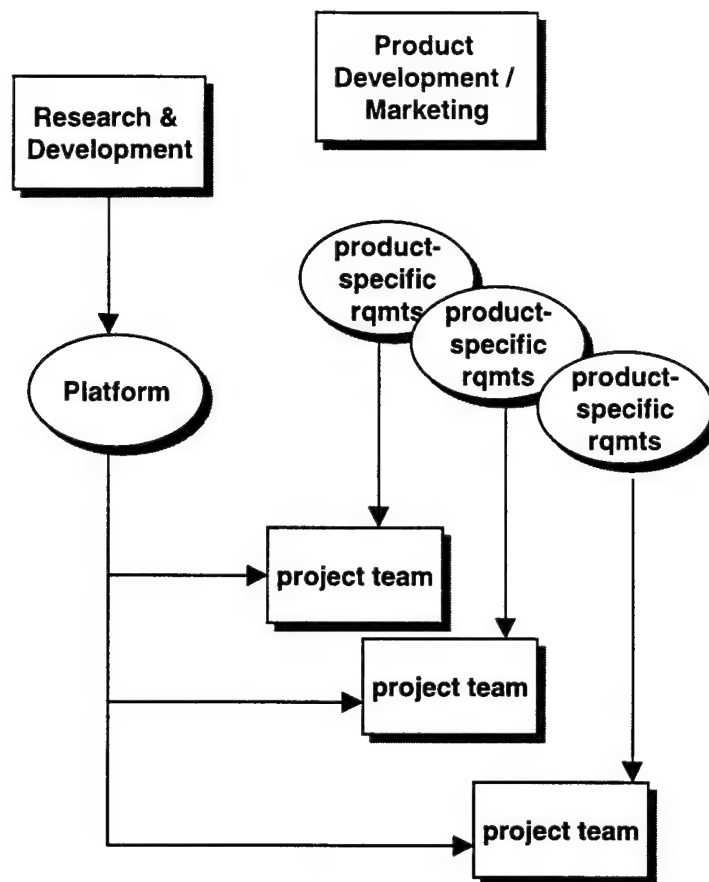 Product
Development /
Marketing
Research &
Development
product-
specific
rqmts
product-
specific
rqmts
product-
specific
rqmts
Platform
project team
project team
project team